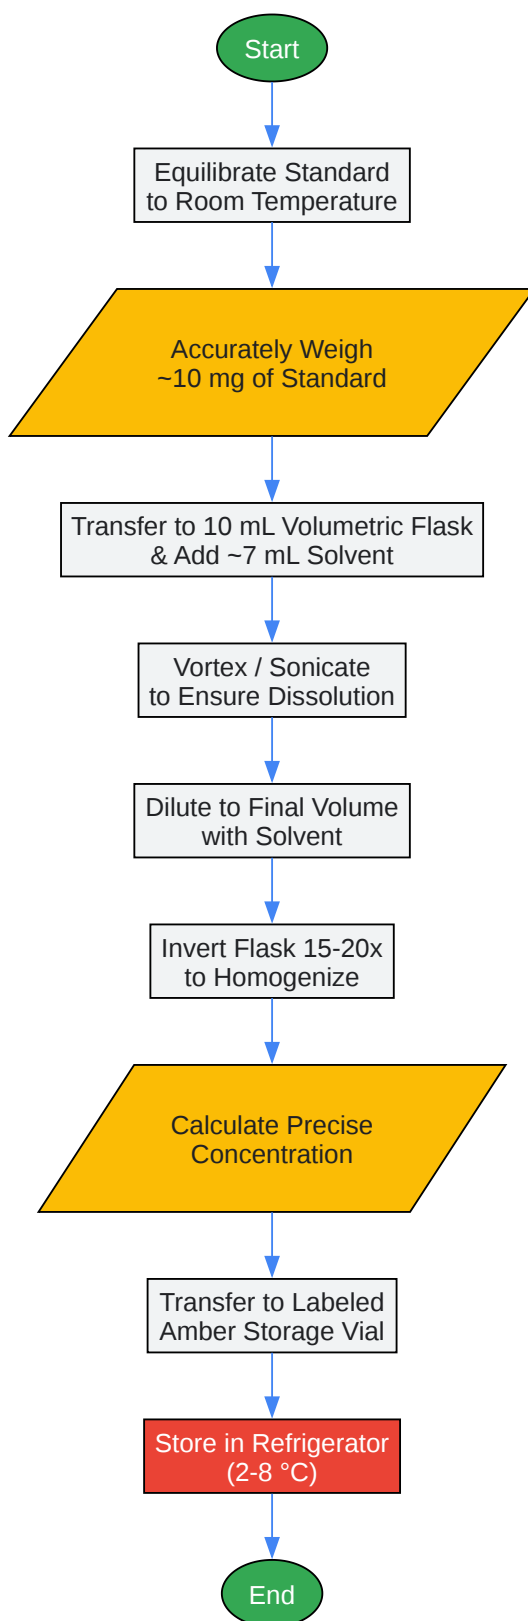 Start
Equilibrate Standard
to Room Temperature
Accurately Weigh
~10 mg of Standard
Transfer to 10 mL Volumetric Flask
& Add ~7 mL Solvent
Vortex / Sonicate
to Ensure Dissolution
Dilute to Final Volume
with Solvent
Invert Flask 15-20x
to Homogenize
Calculate Precise
Concentration
Transfer to Labeled
Amber Storage Vial
Store in Refrigerator
(2-8 °C)
End